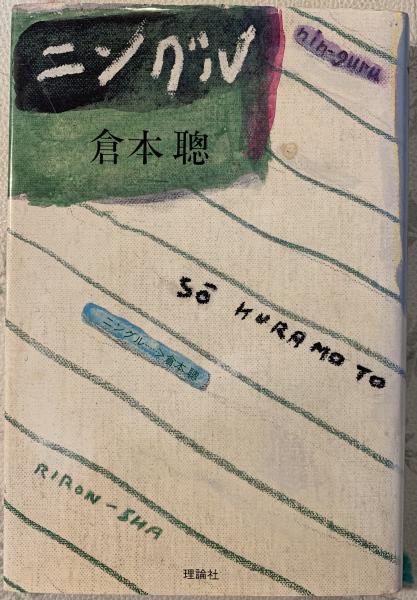 ニングル
nin-guru
倉本 聰
Sō KURAMOTO
ニングル―>倉本 聰
RIRON-SHA
理論社